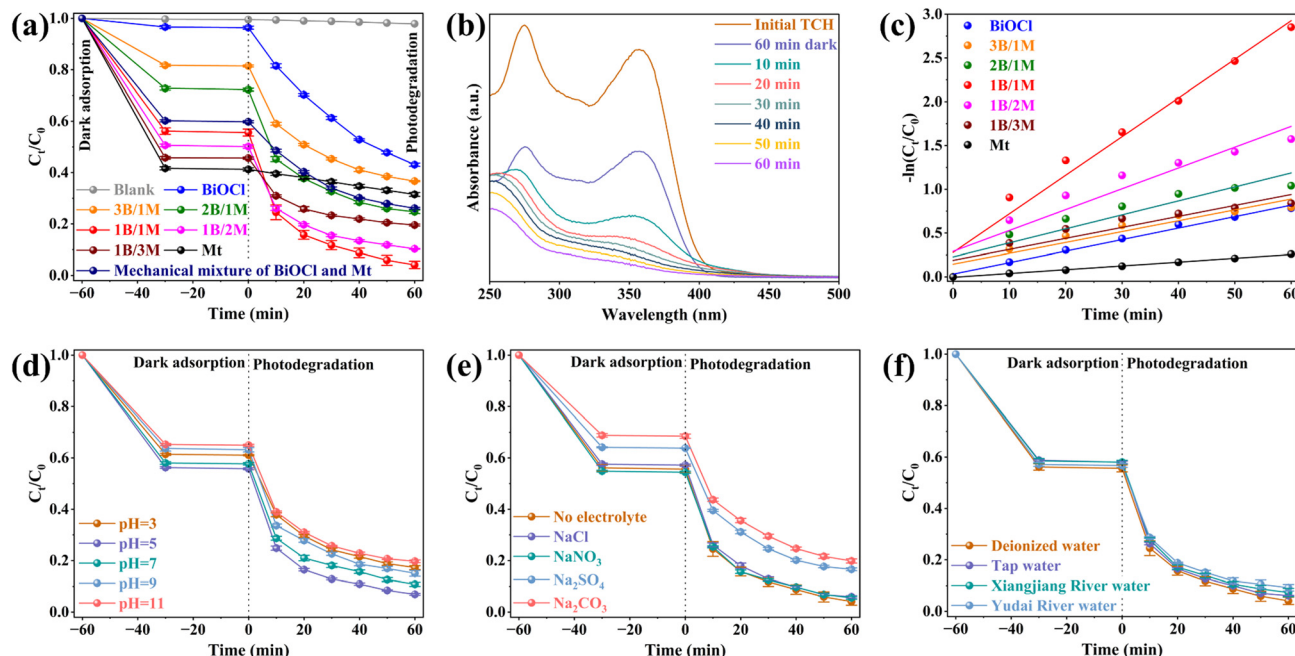 (a)
1.0
0.8
0.6
0.4
0.2
0.0
Cₜ/C₀
Dark adsorption
Photodegradation
Blank
BiOCl
3B/1M
2B/1M
1B/1M
1B/2M
1B/3M
Mt
Mechanical mixture of BiOCl and Mt
−60 −40 −20 0 20 40 60
Time (min)
(b)
Absorbance (a.u.)
Initial TCH
60 min dark
10 min
20 min
30 min
40 min
50 min
60 min
250 300 350 400 450 500
Wavelength (nm)
(c)
3.0
2.5
2.0
1.5
1.0
0.5
0.0
-ln(Cₜ/C₀)
BiOCl
3B/1M
2B/1M
1B/1M
1B/2M
1B/3M
Mt
0 10 20 30 40 50 60
Time (min)
(d)
1.0
0.8
0.6
0.4
0.2
0.0
Cₜ/C₀
Dark adsorption
Photodegradation
pH=3
pH=5
pH=7
pH=9
pH=11
−60 −40 −20 0 20 40 60
Time (min)
(e)
1.0
0.8
0.6
0.4
0.2
0.0
Cₜ/C₀
Dark adsorption
Photodegradation
No electrolyte
NaCl
NaNO₃
Na₂SO₄
Na₂CO₃
−60 −40 −20 0 20 40 60
Time (min)
(f)
1.0
0.8
0.6
0.4
0.2
0.0
Cₜ/C₀
Dark adsorption
Photodegradation
Deionized water
Tap water
Xiangjiang River water
Yudai River water
−60 −40 −20 0 20 40 60
Time (min)